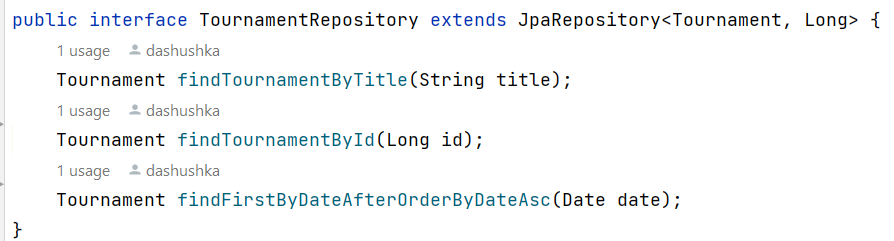 public interface TournamentRepository extends JpaRepository<Tournament, Long> {
1 usage dashushka
Tournament findTournamentByTitle(String title);
1 usage dashushka
Tournament findTournamentById(Long id);
1 usage dashushka
Tournament findFirstByDateAfterOrderByDateAsc(Date date);
}